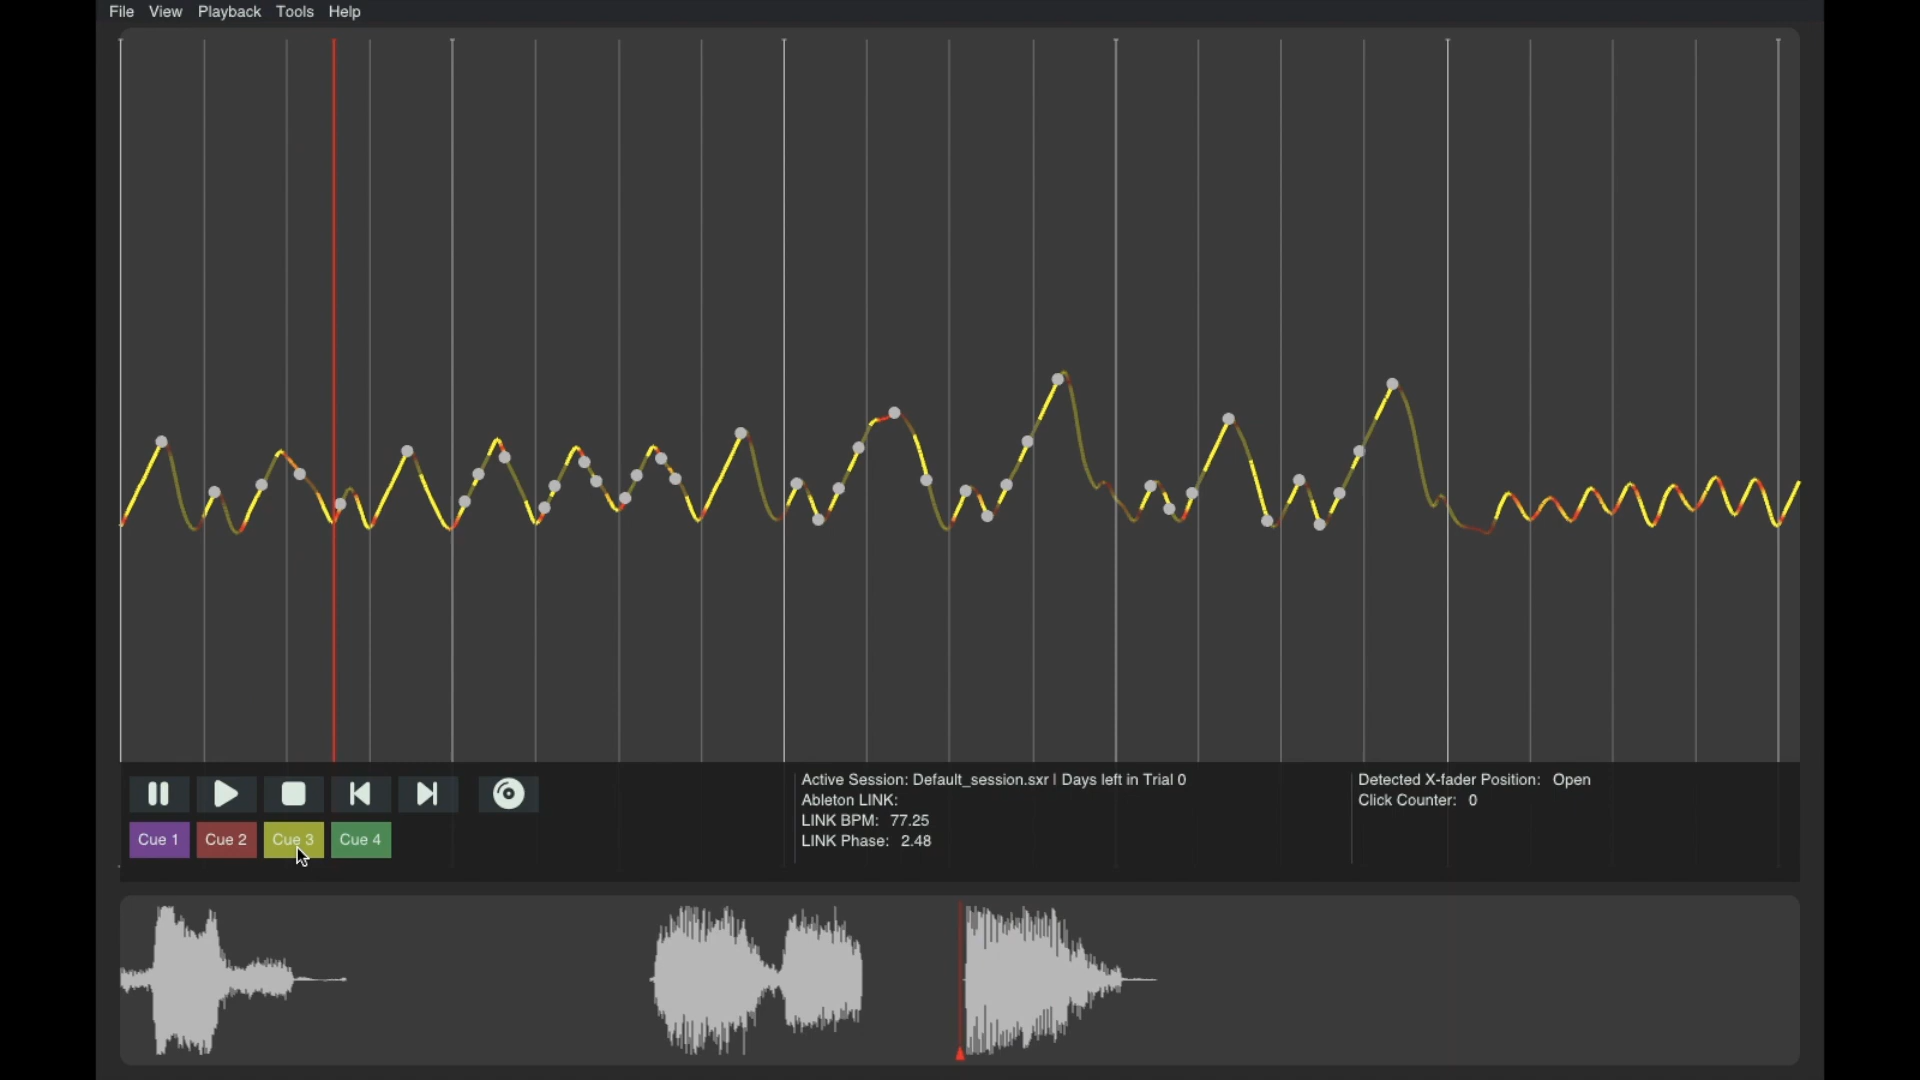 File View Playback Tools Help
Active Session: Default_session.sxr | Days left in Trial 0
Ableton LINK:
LINK BPM: 77.25
LINK Phase: 2.48
Detected X-fader Position: Open
Click Counter: 0
Cue 1 Cue 2 Cue 3 Cue 4